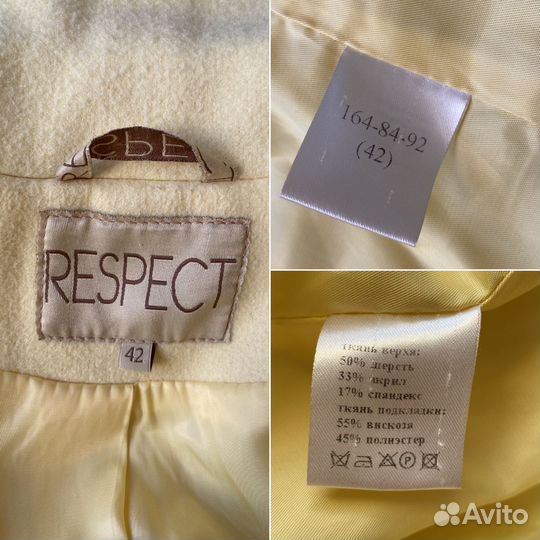 RESPECT
42
164-84-92
(42)
ткань верха:
50% шерсть
33% акрил
17% спандекс
ткань подкладки:
55% вискоза
45% полиэстер
P
Avito